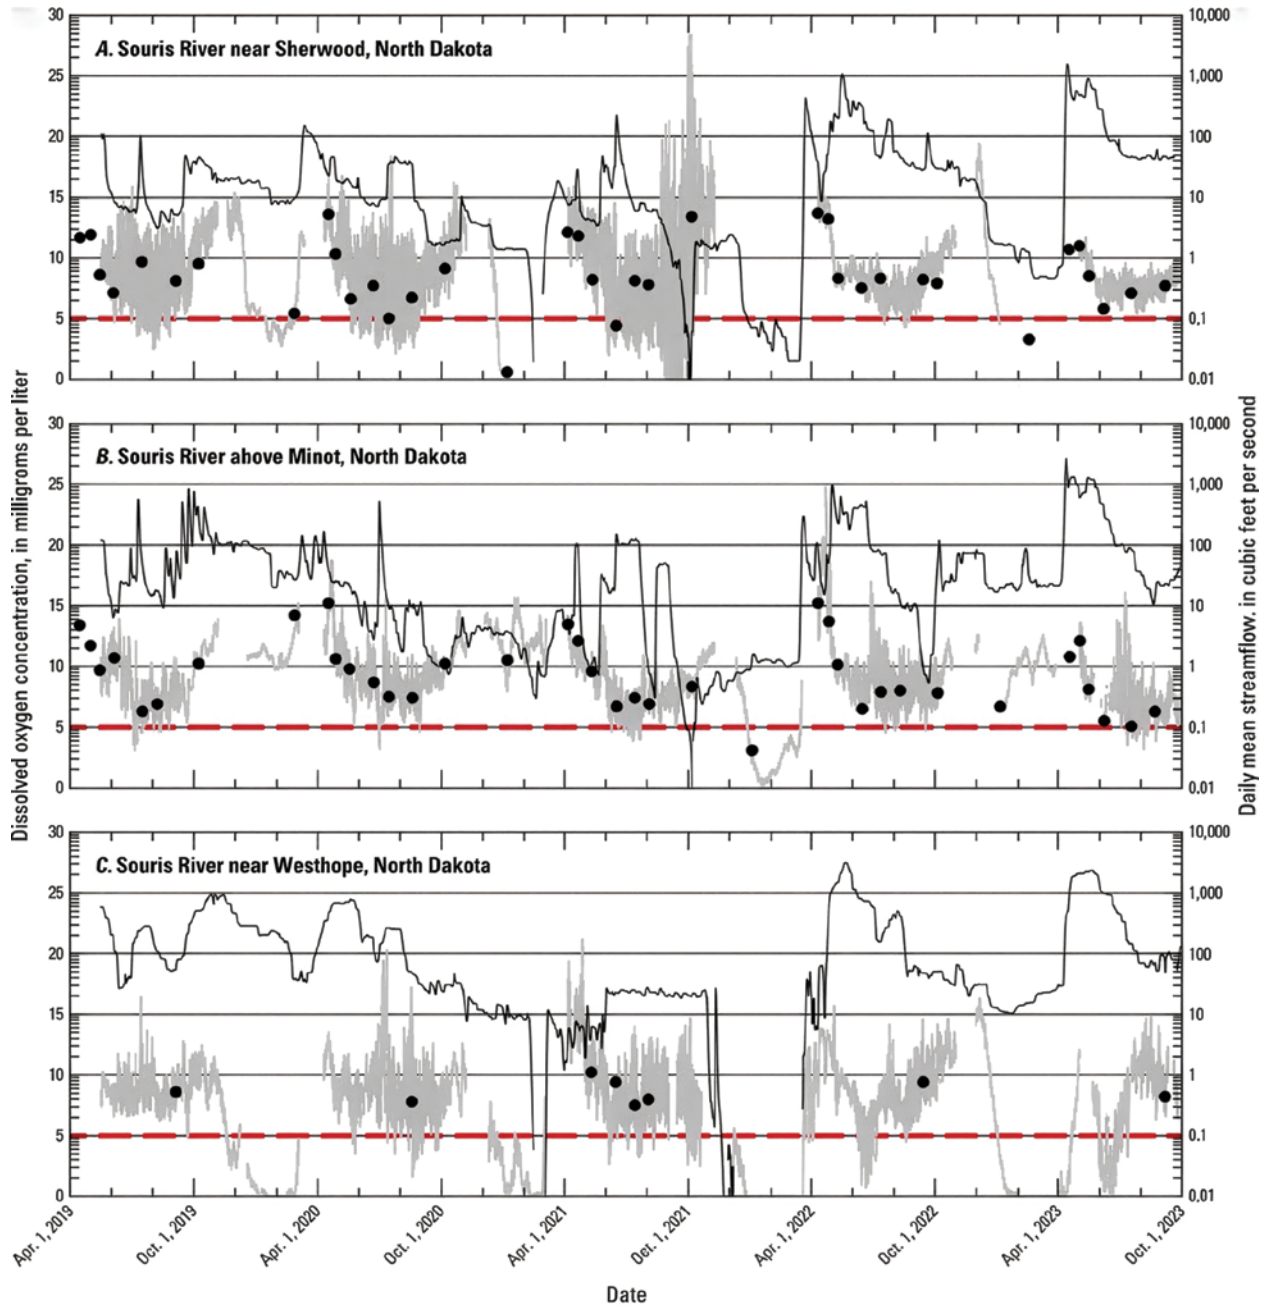 A. Souris River near Sherwood, North Dakota
30
25
20
15
10
5
0
10,000
1,000
100
10
1
0.1
0.01
B. Souris River above Minot, North Dakota
30
25
20
15
10
5
0
10,000
1,000
100
10
1
0.1
0.01
C. Souris River near Westhope, North Dakota
30
25
20
15
10
5
0
10,000
1,000
100
10
1
0.1
0.01
Dissolved oxygen concentration, in milligroms per liter
Daily mean streamflow, in cubic feet per second
Apr. 1, 2019
Oct. 1, 2019
Apr. 1, 2020
Oct. 1, 2020
Apr. 1, 2021
Oct. 1, 2021
Apr. 1, 2022
Oct. 1, 2022
Apr. 1, 2023
Oct. 1, 2023
Date